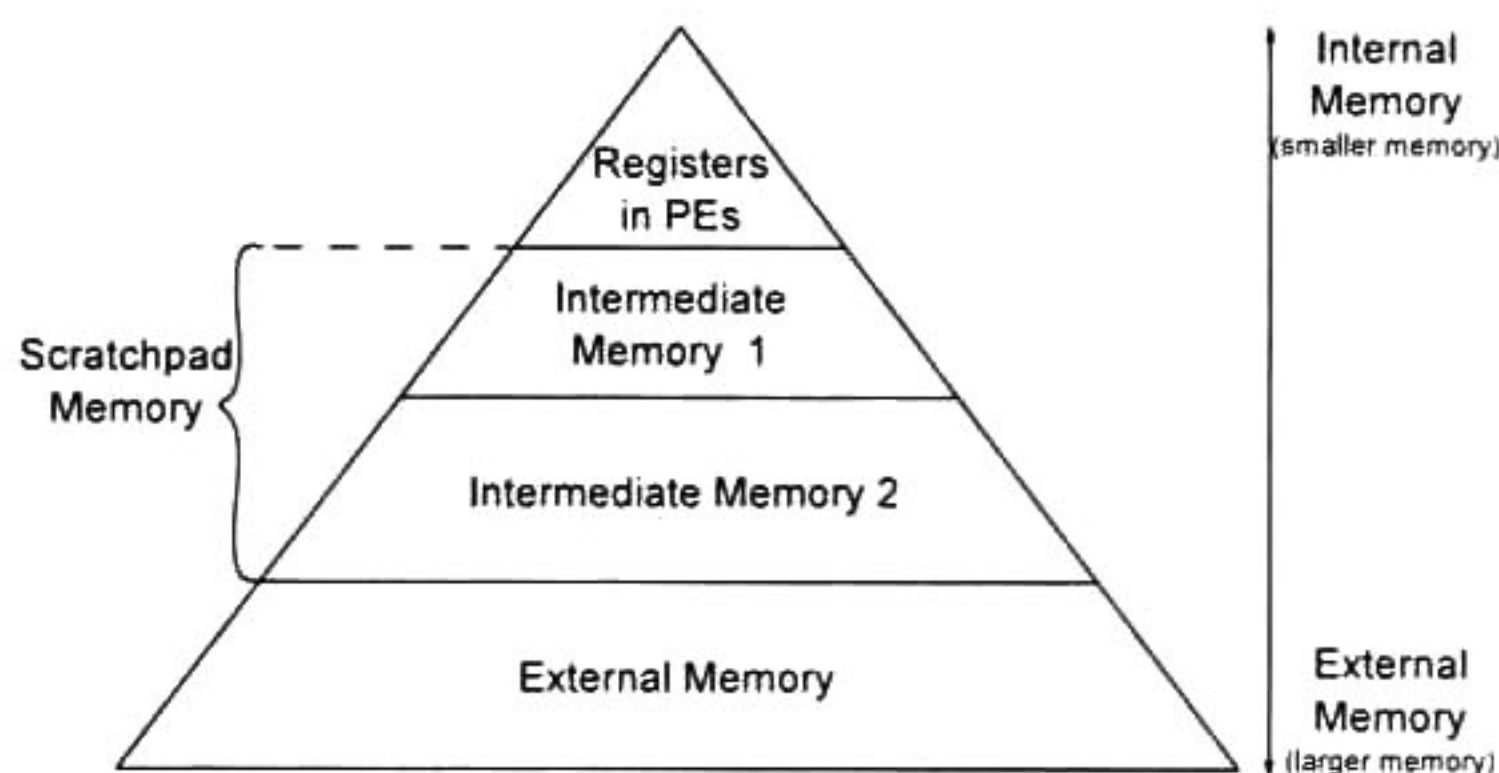 Registers
in PEs
Intermediate
Memory 1
Intermediate Memory 2
External Memory
Scratchpad
Memory
Internal
Memory
(smaller memory)
External
Memory
(larger memory)